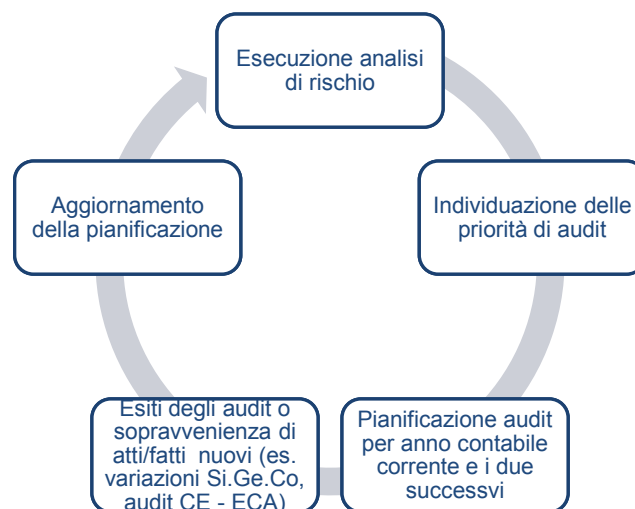 Esecuzione analisi
di rischio
Individuazione delle
priorità di audit
Pianificazione audit
per anno contabile
corrente e i due
successvi
Esiti degli audit o
sopravvenienza di
atti/fatti nuovi (es.
variazioni Si.Ge.Co,
audit CE - ECA)
Aggiornamento
della pianificazione